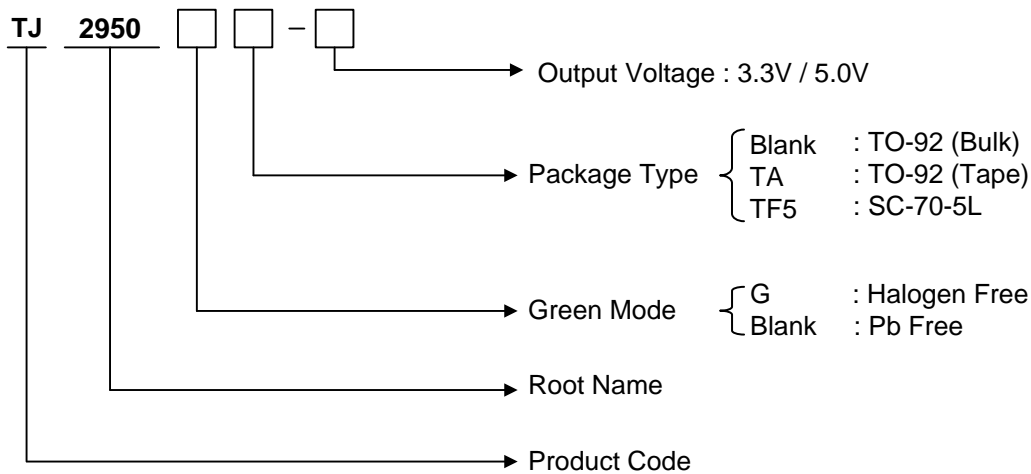 TJ 2950 –
Output Voltage : 3.3V / 5.0V
Package Type
Blank : TO-92 (Bulk)
TA : TO-92 (Tape)
TF5 : SC-70-5L
Green Mode
G : Halogen Free
Blank : Pb Free
Root Name
Product Code